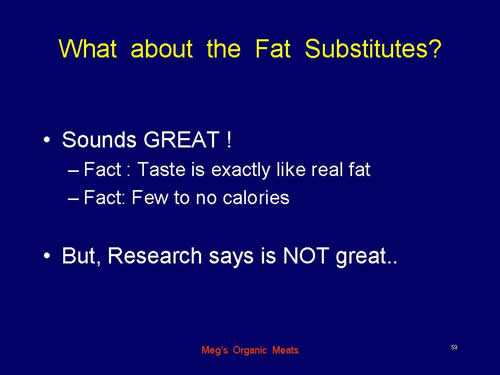 What about the Fat Substitutes?
• Sounds GREAT !
– Fact : Taste is exactly like real fat
– Fact: Few to no calories
• But, Research says is NOT great..
Meg's Organic Meats
59